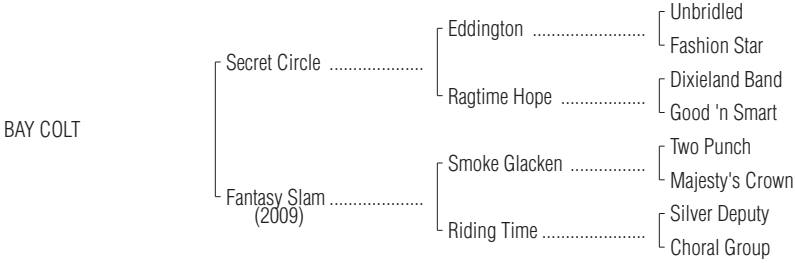 Unbridled
Eddington ........................
Fashion Star
Secret Circle ....................
Dixieland Band
Ragtime Hope ..................
Good 'n Smart
BAY COLT
Two Punch
Smoke Glacken ................
Majesty's Crown
Fantasy Slam ....................
(2009)
Silver Deputy
Riding Time ......................
Choral Group